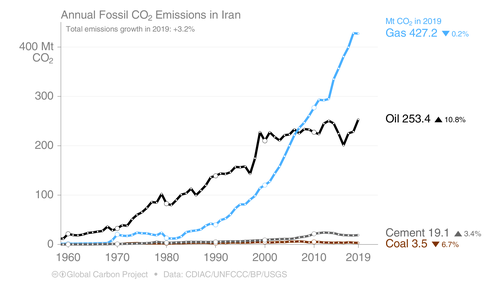 Annual Fossil CO₂ Emissions in Iran
Total emissions growth in 2019: +3.2%
Mt CO₂ in 2019
Gas 427.2 ▼ 0.2%
400 Mt
CO₂
300
Oil 253.4 ▲ 10.8%
200
100
Cement 19.1 ▲ 3.4%
Coal 3.5 ▼ 6.7%
0
1960 1970 1980 1990 2000 2010 2019
Global Carbon Project • Data: CDIAC/UNFCCC/BP/USGS